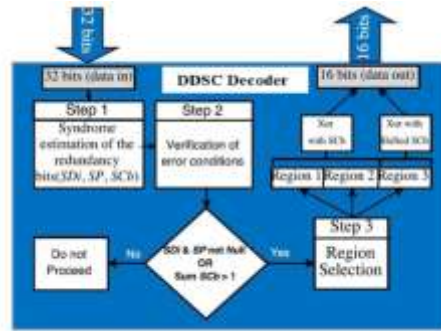 32 bits
16 bits
DDSC Decoder
32 bits (data in)
16 bits (data out)
Step 1
Syndrome
estimation of the
redundancy
bits(SDi, SP, SCb)
Step 2
Verification of
error conditions
Xor
with SCb
Xor with
Shifted SCb
Region 1
Region 2
Region 3
Step 3
Region
Selection
SDi & SP not Null
OR
Sum SCb > 1
No
Yes
Do not
Proceed